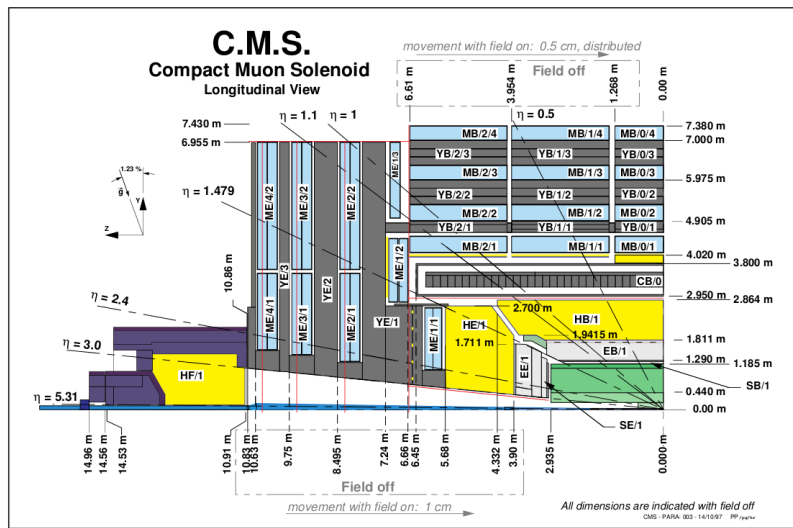 C.M.S.
Compact Muon Solenoid
Longitudinal View
movement with field on: 0.5 cm, distributed
Field off
6.61 m
3.954 m
1.268 m
0.00 m
η = 1.1
η = 1
η = 0.5
7.430 m
6.955 m
1.23 %
g
Y
Z
η = 1.479
10.86 m
η = 2.4
η = 3.0
η = 5.31
ME/4/2
ME/3/2
ME/2/2
ME/1/3
YE/3
YE/2
YE/1
ME/1/2
ME/4/1
ME/3/1
ME/2/1
ME/1/1
MB/2/4
MB/1/4
MB/0/4
YB/2/3
YB/1/3
YB/0/3
MB/2/3
MB/1/3
MB/0/3
YB/2/2
YB/1/2
YB/0/2
MB/2/2
MB/1/2
MB/0/2
YB/2/1
YB/1/1
YB/0/1
MB/2/1
MB/1/1
MB/0/1
CB/0
7.380 m
7.000 m
5.975 m
4.905 m
4.020 m
3.800 m
2.950 m
2.864 m
2.700 m
HE/1
1.711 m
HB/1
1.9415 m
EB/1
EE/1
1.811 m
1.290 m
1.185 m
SB/1
0.440 m
0.00 m
SE/1
HF/1
14.96 m
14.56 m
14.53 m
10.91 m
10.83 m
10.63 m
9.75 m
8.495 m
7.24 m
6.66 m
6.45 m
5.68 m
4.332 m
3.90 m
2.935 m
0.000 m
Field off
movement with field on: 1 cm
All dimensions are indicated with field off
CMS - PARA- 003 - 14/10/97